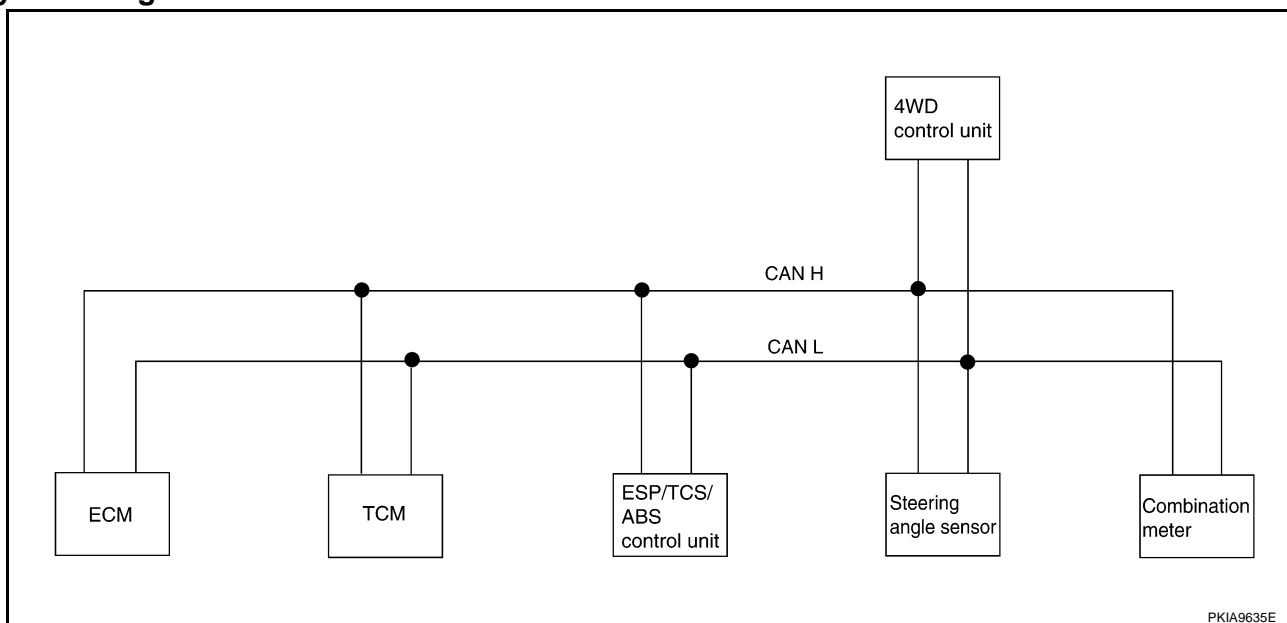 4WD
control unit
CAN H
CAN L
ECM
TCM
ESP/TCS/
ABS
control unit
Steering
angle sensor
Combination
meter
PKIA9635E